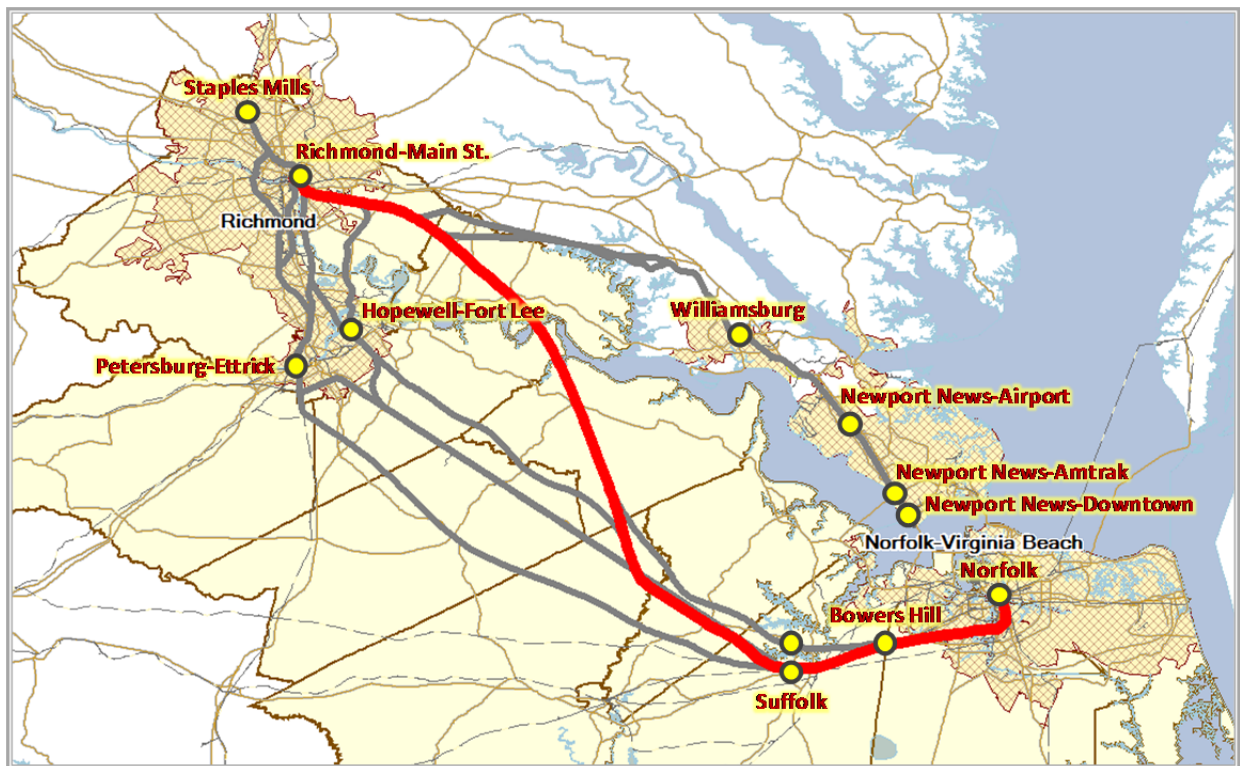 Staples Mills
Richmond-Main St.
Richmond
Hopewell-Fort Lee
Williamsburg
Petersburg-Ettrick
Newport News-Airport
Newport News-Amtrak
Newport News-Downtown
Norfolk-Virginia Beach
Norfolk
Bowers Hill
Suffolk